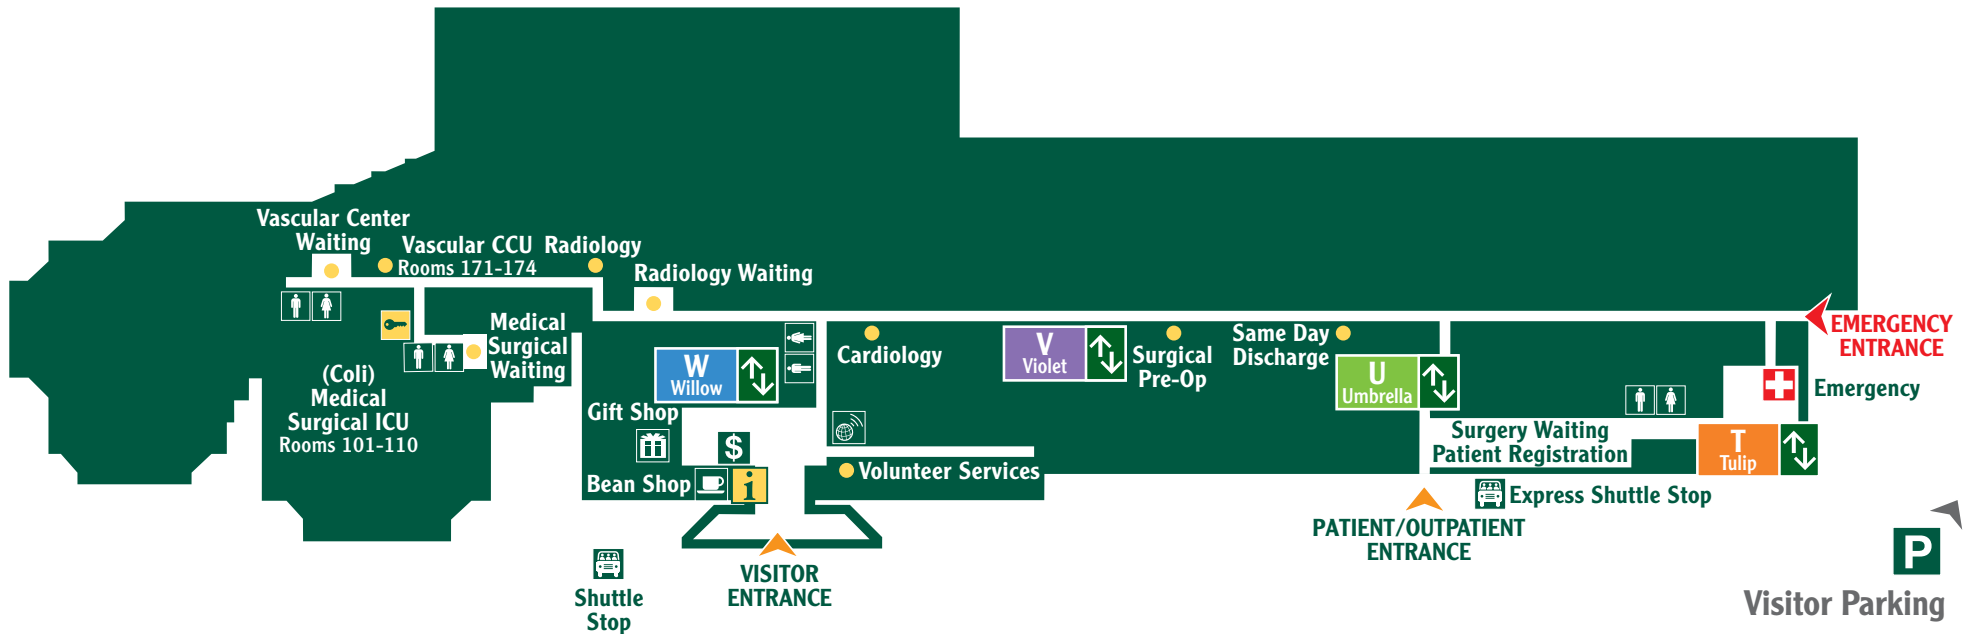 Vascular Center
Waiting
Vascular CCU
Rooms 171-174
Radiology
Radiology Waiting
Medical
Surgical
Waiting
(Coli)
Medical
Surgical ICU
Rooms 101-110
W
Willow
Gift Shop
$
Bean Shop
i
Cardiology
Volunteer Services
V
Violet
Surgical
Pre-Op
Same Day
Discharge
U
Umbrella
Surgery Waiting
Patient Registration
T
Tulip
EMERGENCY
ENTRANCE
Emergency
Express Shuttle Stop
PATIENT/OUTPATIENT
ENTRANCE
VISITOR
ENTRANCE
Shuttle
Stop
P
Visitor Parking